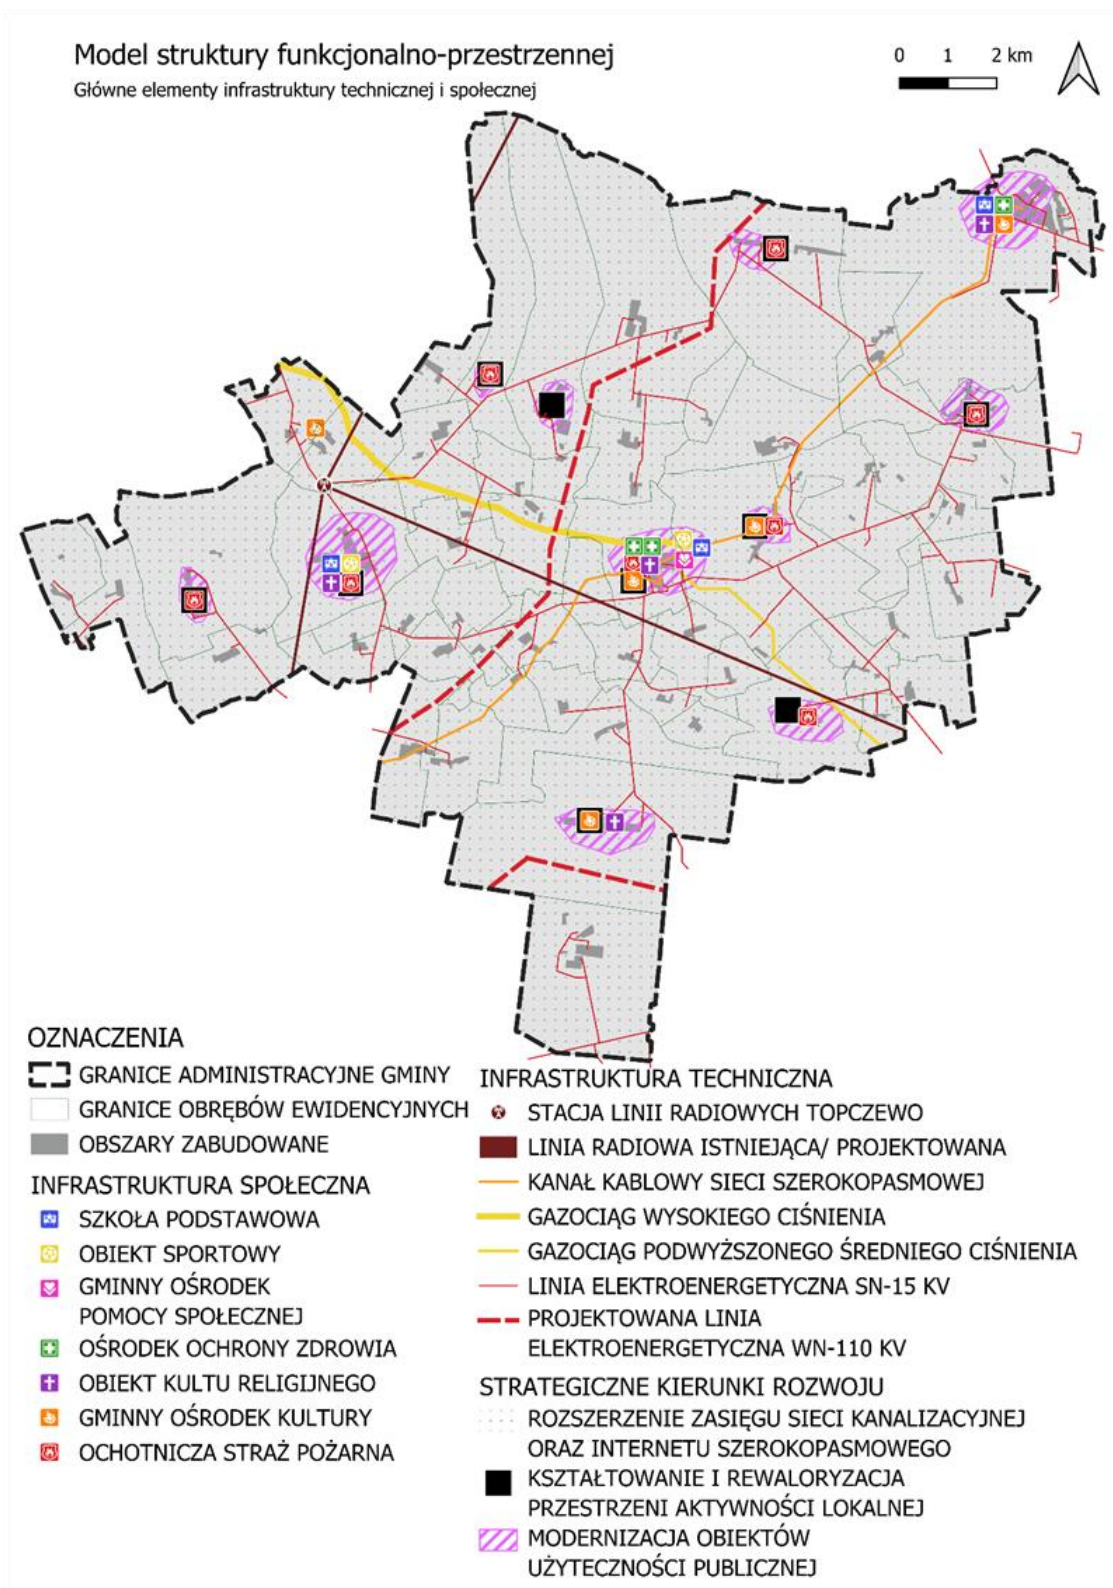 Model struktury funkcjonalno-przestrzennej
Główne elementy infrastruktury technicznej i społecznej
0 1 2 km
OZNACZENIA
GRANICE ADMINISTRACYJNE GMINY
GRANICE OBRĘBÓW EWIDENCYJNYCH
OBSZARY ZABUDOWANE
INFRASTRUKTURA SPOŁECZNA
SZKOŁA PODSTAWOWA
OBIEKT SPORTOWY
GMINNY OŚRODEK
POMOCY SPOŁECZNEJ
OŚRODEK OCHRONY ZDROWIA
OBIEKT KULTU RELIGIJNEGO
GMINNY OŚRODEK KULTURY
OCHOTNICZA STRAŻ POŻARNA
INFRASTRUKTURA TECHNICZNA
STACJA LINII RADIOWYCH TOPCZEWO
LINIA RADIOWA ISTNIEJĄCA/ PROJEKTOWANA
KANAŁ KABLOWY SIECI SZEROKOPASMOWEJ
GAZOCIĄG WYSOKIEGO CIŚNIENIA
GAZOCIĄG PODWYŻSZONEGO ŚREDNIEGO CIŚNIENIA
LINIA ELEKTROENERGETYCZNA SN-15 KV
PROJEKTOWANA LINIA
ELEKTROENERGETYCZNA WN-110 KV
STRATEGICZNE KIERUNKI ROZWOJU
ROZSZERZENIE ZASIĘGU SIECI KANALIZACYJNEJ
ORAZ INTERNETU SZEROKOPASMOWEGO
KSZTAŁTOWANIE I REWALORYZACJA
PRZESTRZENI AKTYWNOŚCI LOKALNEJ
MODERNIZACJA OBIEKTÓW
UŻYTECZNOŚCI PUBLICZNEJ